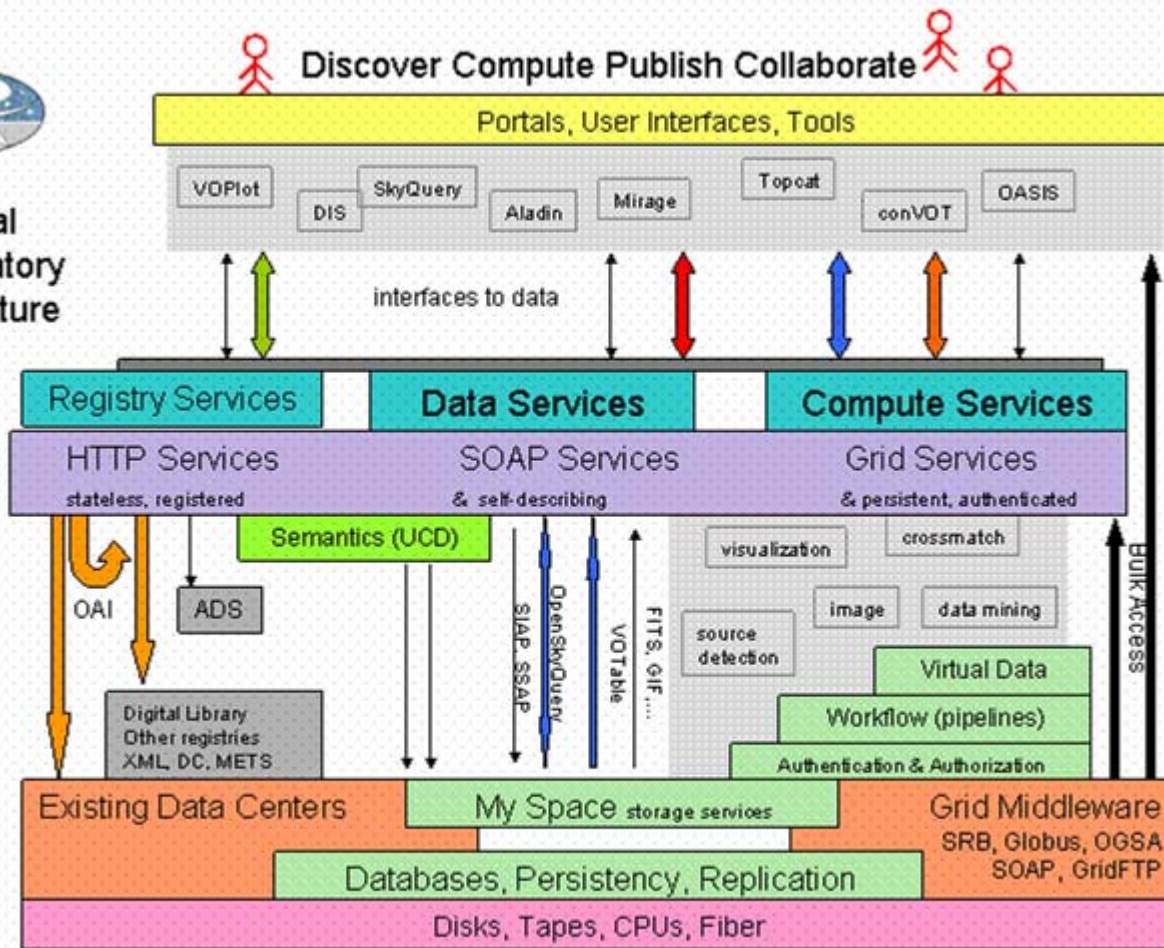 Discover Compute Publish Collaborate
Portals, User Interfaces, Tools
VOPlot
DIS
SkyQuery
Aladin
Mirage
Topcat
conVOT
OASIS
interfaces to data
Registry Services
Data Services
Compute Services
HTTP Services
stateless, registered
SOAP Services
& self-describing
Grid Services
& persistent, authenticated
Semantics (UCD)
OAI
ADS
SIAP, SSAP
OpenSkyQuery
VOTable
FITS, GIF,...
visualization
crossmatch
image
data mining
source
detection
Bulk Access
Virtual Data
Workflow (pipelines)
Authentication & Authorization
Digital Library
Other registries
XML, DC, METS
Existing Data Centers
My Space storage services
Grid Middleware
SRB, Globus, OGSA
SOAP, GridFTP
Databases, Persistency, Replication
Disks, Tapes, CPUs, Fiber